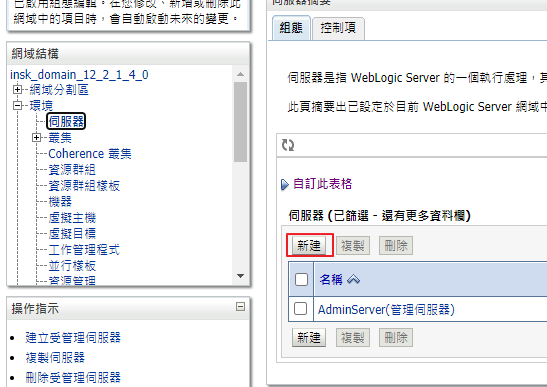 已啟用組態編輯。在您修改、新增或刪除此
網域中的項目時，會自動啟動未來的變更。
網域結構
insk_domain_12_2_1_4_0
網域分割區
環境
伺服器
叢集
Coherence 叢集
資源群組
資源群組樣板
機器
虛擬主機
虛擬目標
工作管理程式
並行樣板
資源管理
操作指示
建立受管理伺服器
複製伺服器
刪除受管理伺服器
伺服器摘要
組態 控制項
伺服器是指 WebLogic Server 的一個執行處理，其
此頁摘要出已設定於目前 WebLogic Server 網域中
自訂此表格
伺服器 (已篩選 - 還有更多資料欄)
新建 複製 刪除
名稱
AdminServer(管理伺服器)
新建 複製 刪除